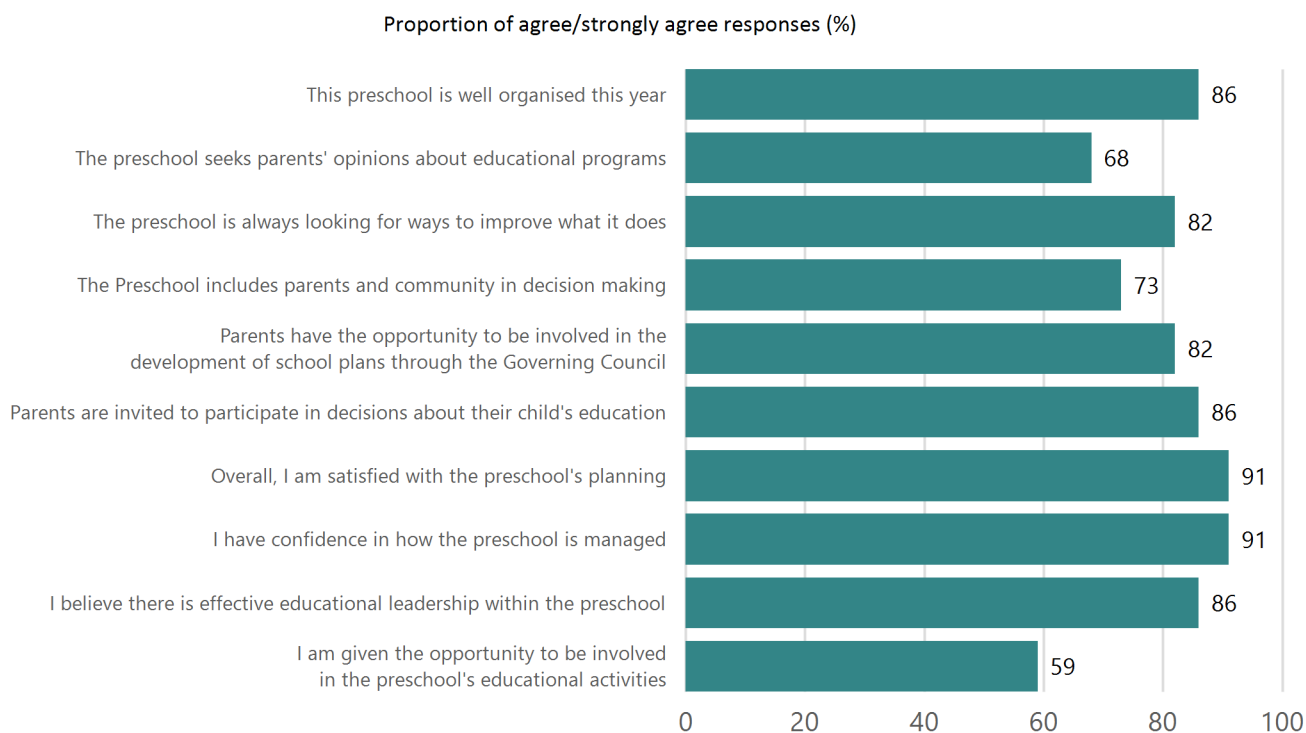 Proportion of agree/strongly agree responses (%)
This preschool is well organised this year
86
The preschool seeks parents' opinions about educational programs
68
The preschool is always looking for ways to improve what it does
82
The Preschool includes parents and community in decision making
73
Parents have the opportunity to be involved in the
development of school plans through the Governing Council
82
Parents are invited to participate in decisions about their child's education
86
Overall, I am satisfied with the preschool's planning
91
I have confidence in how the preschool is managed
91
I believe there is effective educational leadership within the preschool
86
I am given the opportunity to be involved
in the preschool's educational activities
59
0 20 40 60 80 100